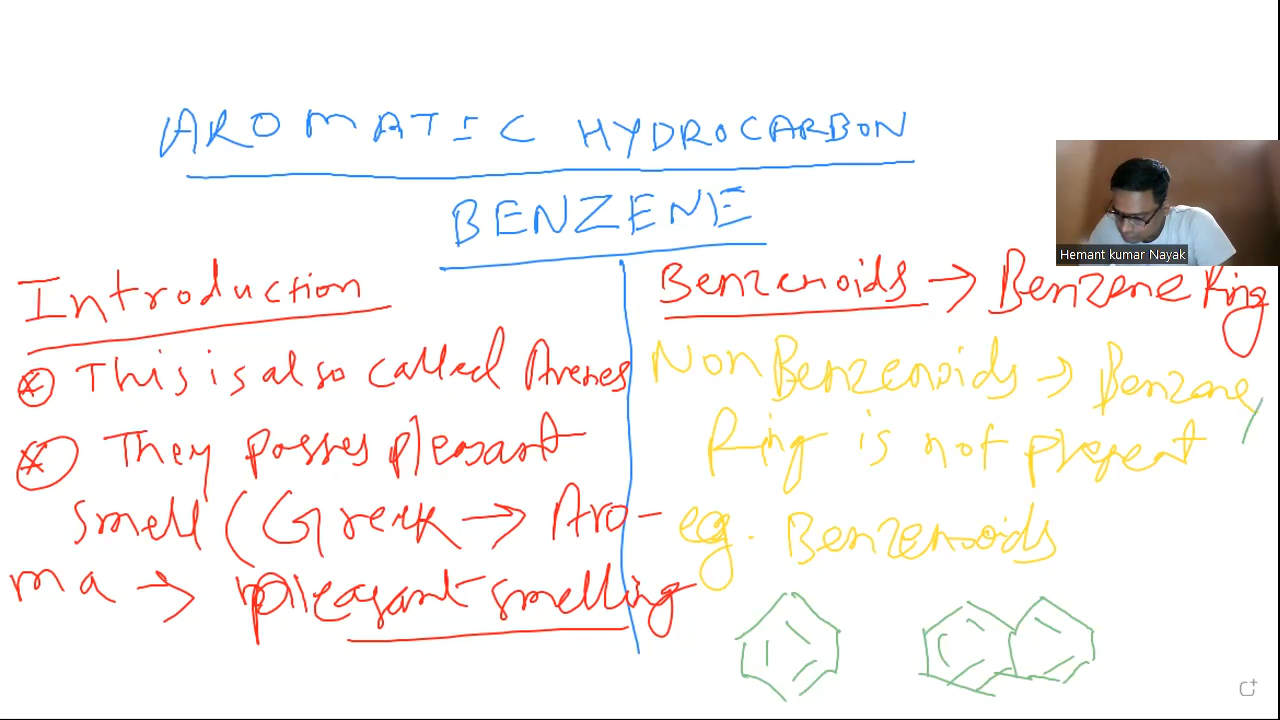 AROMATIC HYDROCARBON
BENZENE
Hemant kumar Nayak
Introduction
⊛ This is also called Arenes
⊛ They posses pleasant
smell (Greek → Aro-
ma → pleasant smelling
Benzenoids → Benzene Ring
Non Benzenoids → Benzene
Ring is not present
eg. Benzenoids